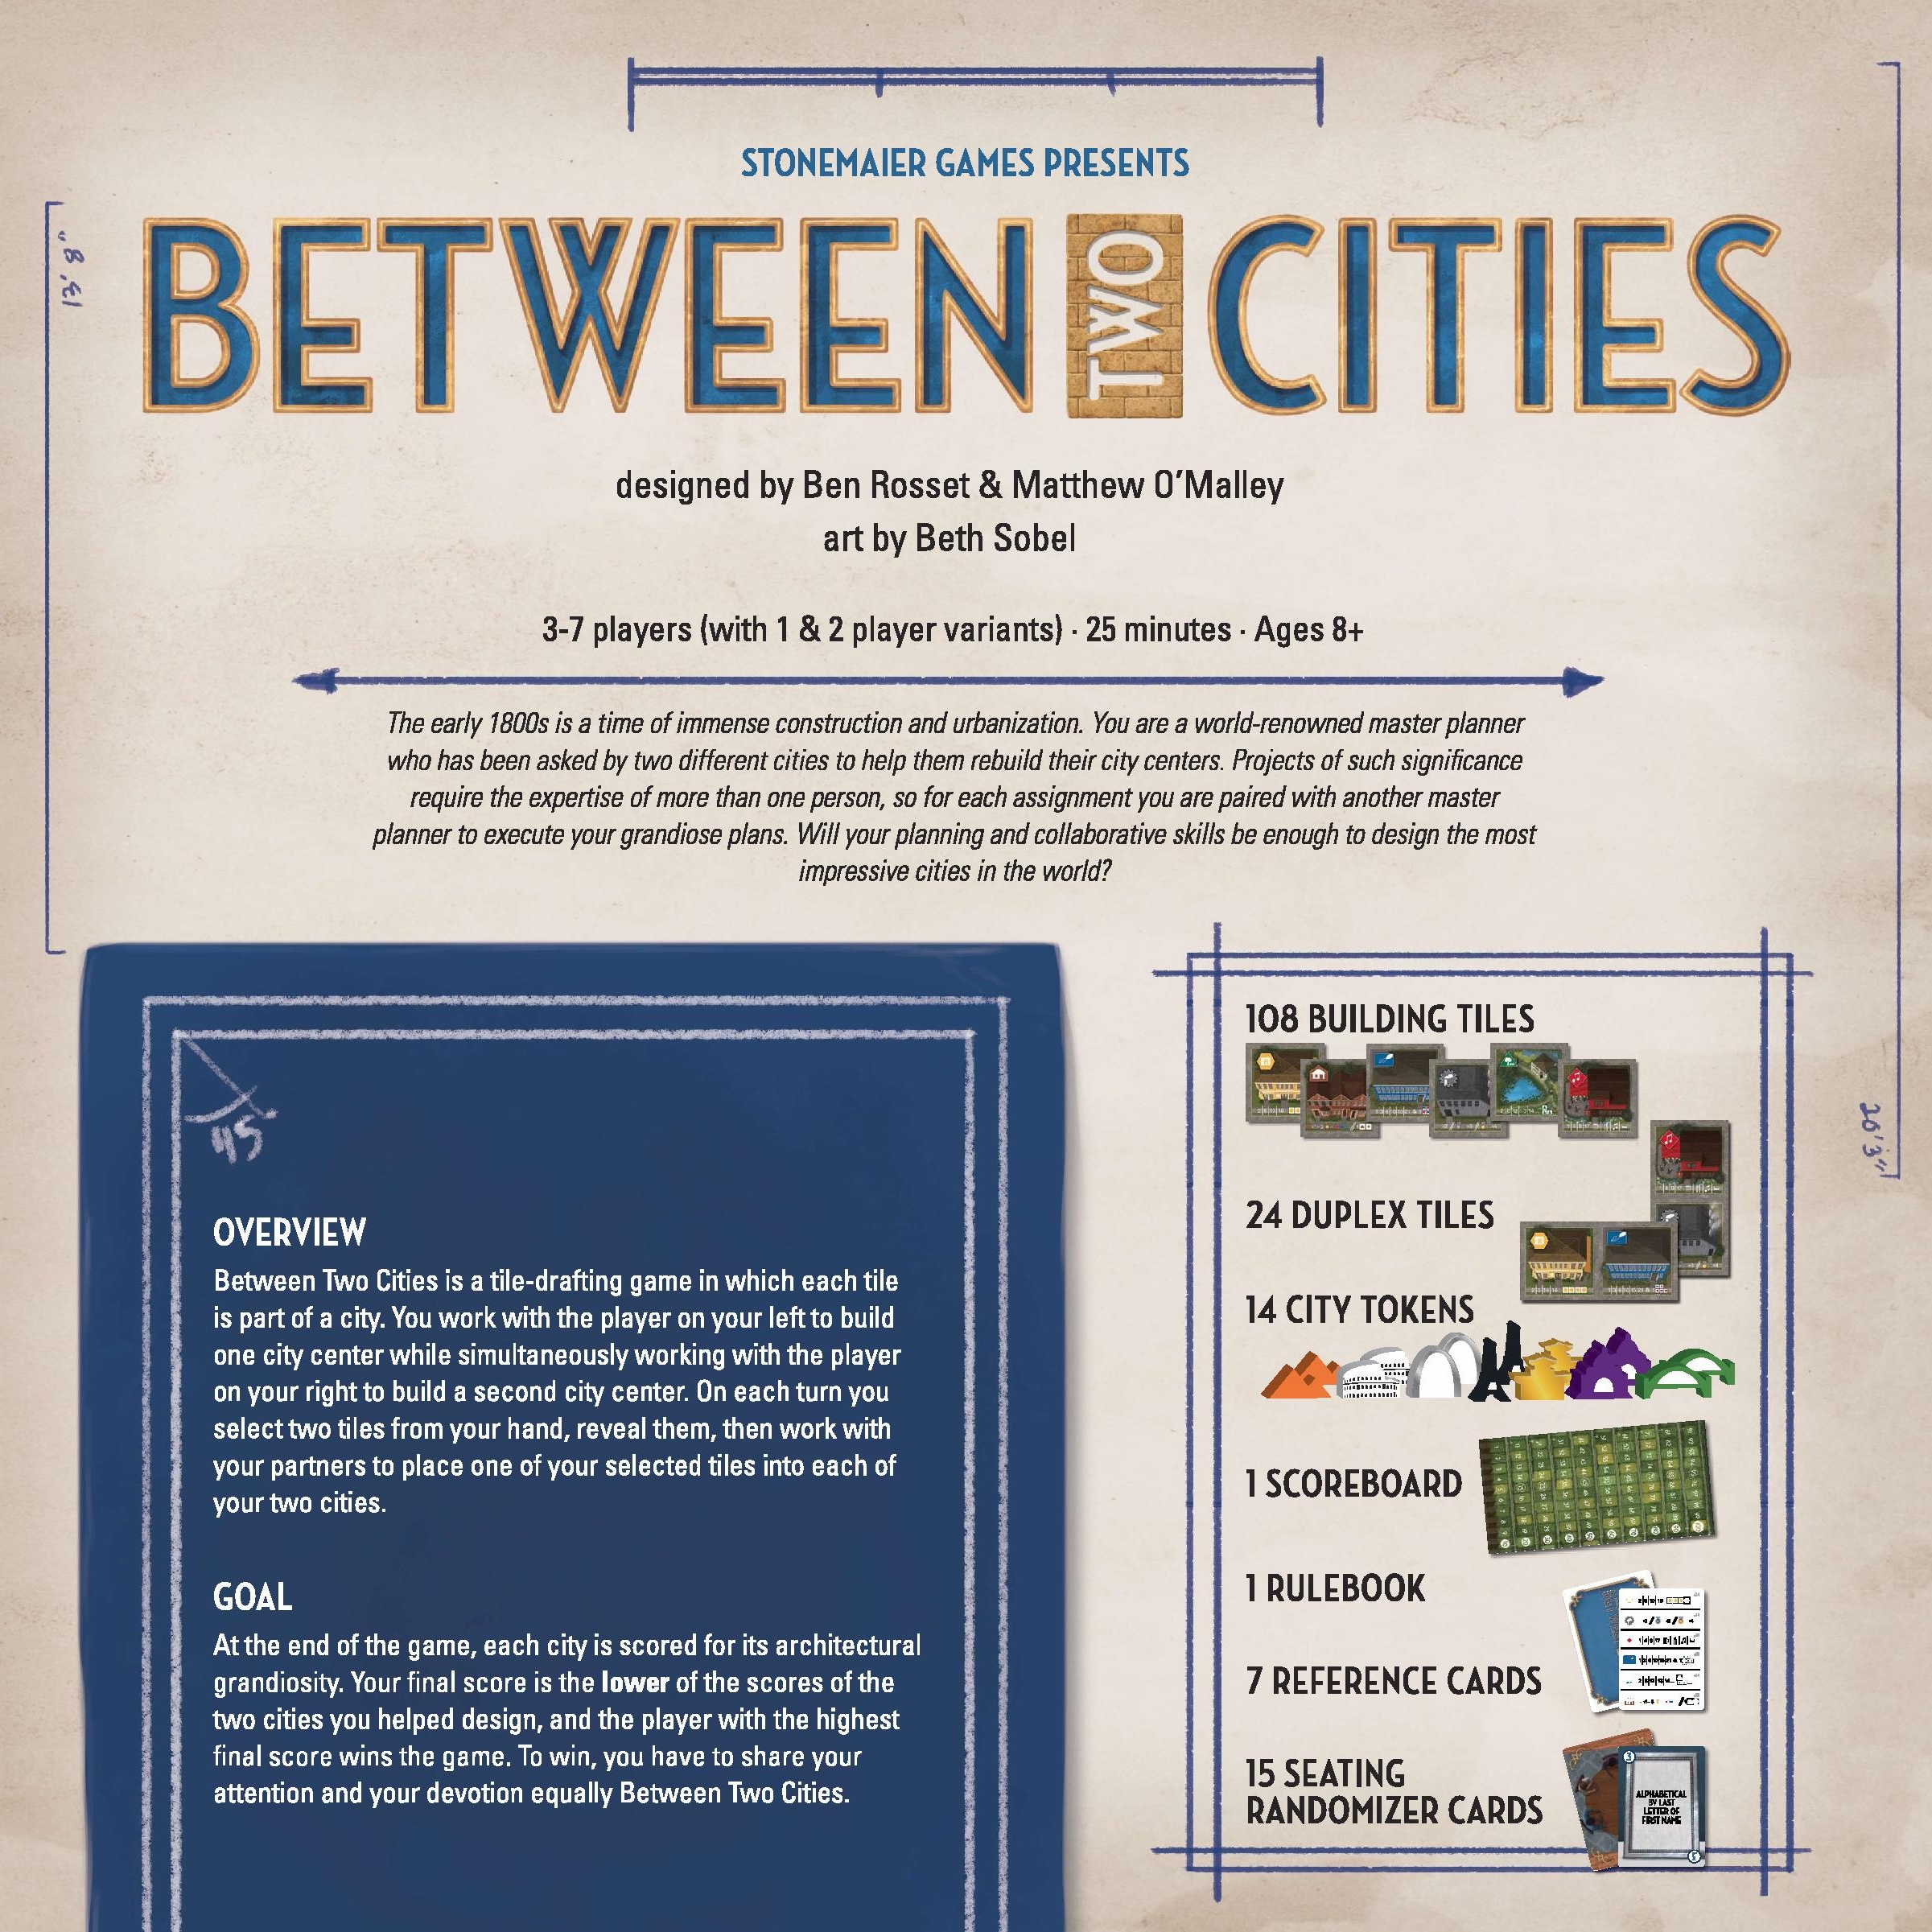 STONEMAIER GAMES PRESENTS
BETWEEN TWO CITIES
13' 8"
designed by Ben Rosset & Matthew O'Malley
art by Beth Sobel
3-7 players (with 1 & 2 player variants) · 25 minutes · Ages 8+
The early 1800s is a time of immense construction and urbanization. You are a world-renowned master planner
who has been asked by two different cities to help them rebuild their city centers. Projects of such significance
require the expertise of more than one person, so for each assignment you are paired with another master
planner to execute your grandiose plans. Will your planning and collaborative skills be enough to design the most
impressive cities in the world?
45
OVERVIEW
Between Two Cities is a tile-drafting game in which each tile
is part of a city. You work with the player on your left to build
one city center while simultaneously working with the player
on your right to build a second city center. On each turn you
select two tiles from your hand, reveal them, then work with
your partners to place one of your selected tiles into each of
your two cities.
GOAL
At the end of the game, each city is scored for its architectural
grandiosity. Your final score is the lower of the scores of the
two cities you helped design, and the player with the highest
final score wins the game. To win, you have to share your
attention and your devotion equally Between Two Cities.
108 BUILDING TILES
24 DUPLEX TILES
14 CITY TOKENS
1 SCOREBOARD
1 RULEBOOK
7 REFERENCE CARDS
15 SEATING
RANDOMIZER CARDS
3
ALPHABETICAL
BY LAST
LETTER OF
FIRST NAME
26'3"